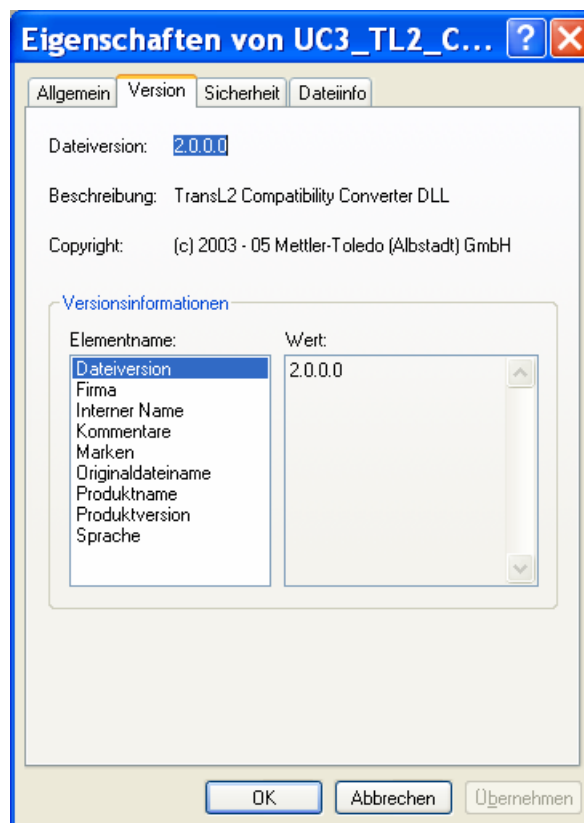 Eigenschaften von UC3_TL2_C...
Allgemein Version Sicherheit Dateiinfo
Dateiversion: 2.0.0.0
Beschreibung: TransL2 Compatibility Converter DLL
Copyright: (c) 2003 - 05 Mettler-Toledo (Albstadt) GmbH
Versionsinformationen
Elementname: Wert:
Dateiversion 2.0.0.0
Firma
Interner Name
Kommentare
Marken
Originaldateiname
Produktname
Produktversion
Sprache
OK Abbrechen Übernehmen